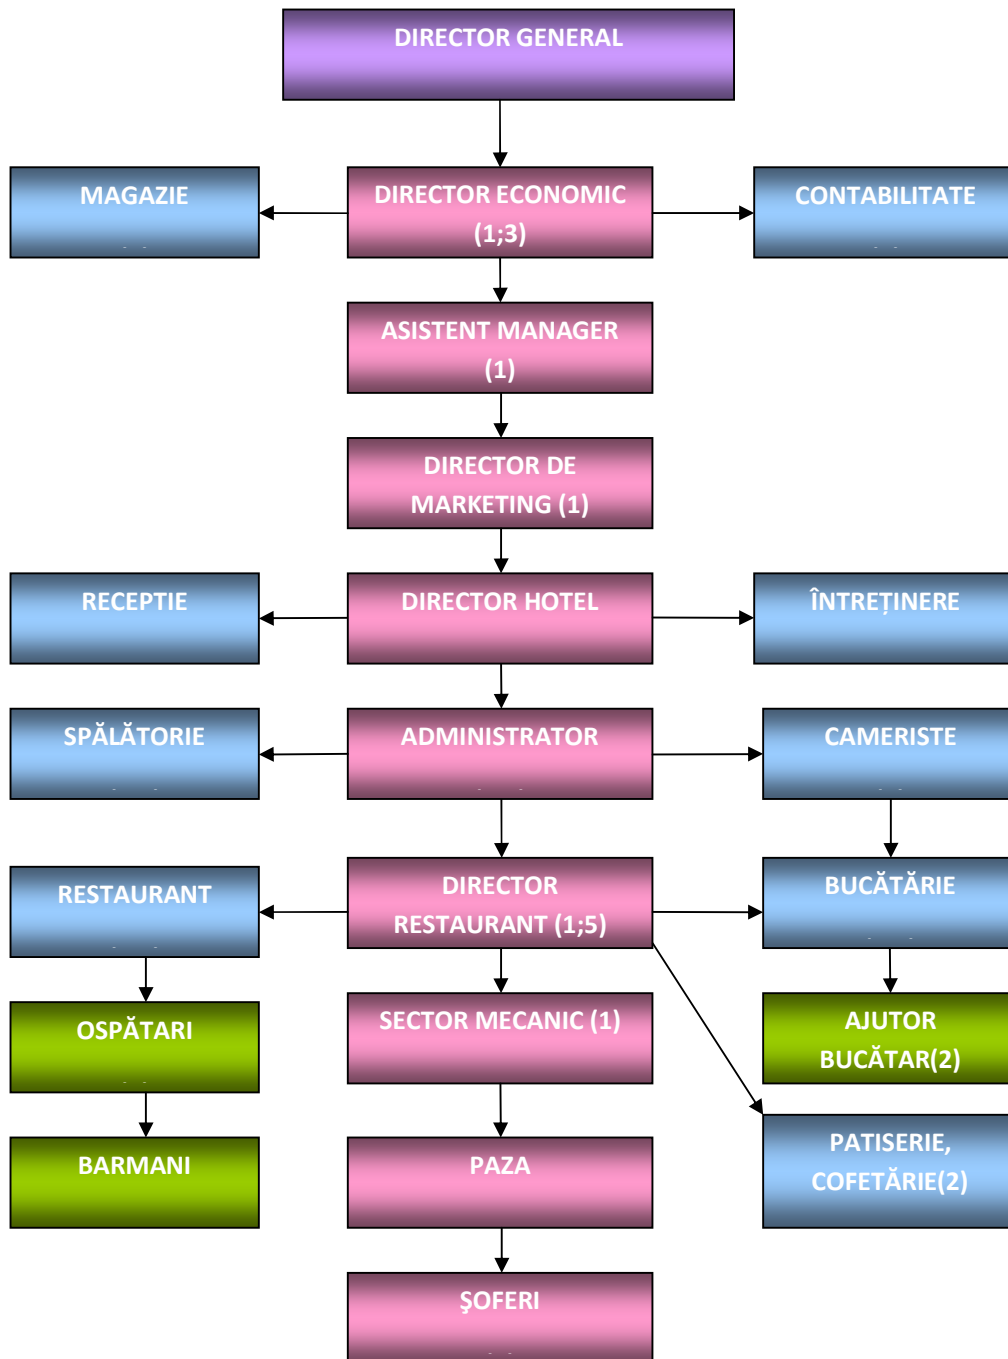 DIRECTOR GENERAL
MAGAZIE
DIRECTOR ECONOMIC
(1;3)
CONTABILITATE
ASISTENT MANAGER
(1)
DIRECTOR DE
MARKETING (1)
RECEPTIE
DIRECTOR HOTEL
ÎNTREȚINERE
SPĂLĂTORIE
ADMINISTRATOR
CAMERISTE
RESTAURANT
DIRECTOR
RESTAURANT (1;5)
BUCĂTĂRIE
OSPĂTARI
SECTOR MECANIC (1)
AJUTOR
BUCĂTAR(2)
BARMANI
PAZA
PATISERIE,
COFETĂRIE(2)
ŞOFERI